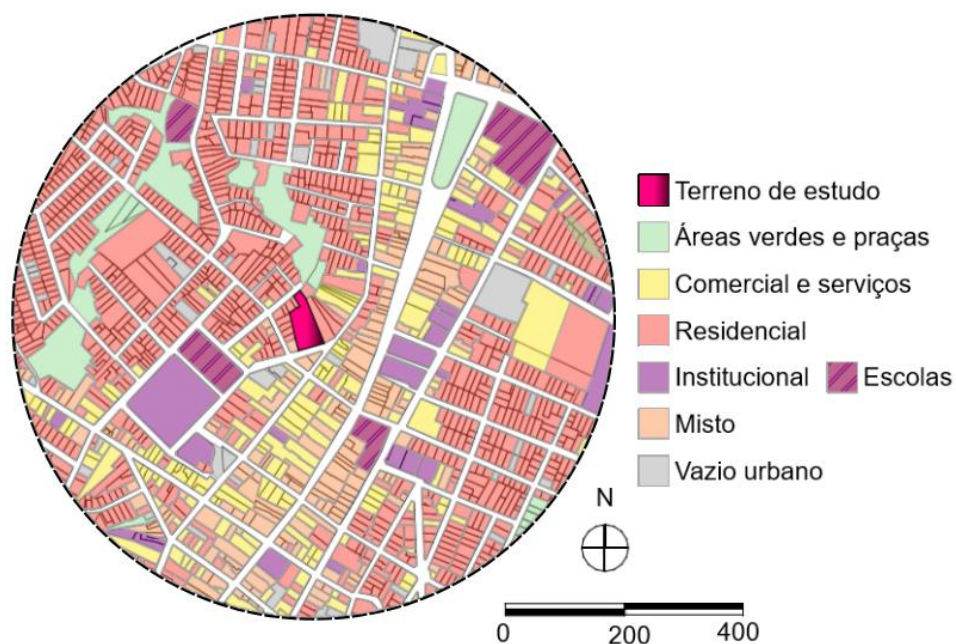 Terreno de estudo
Áreas verdes e praças
Comercial e serviços
Residencial
Institucional Escolas
Misto
Vazio urbano
N
0 200 400